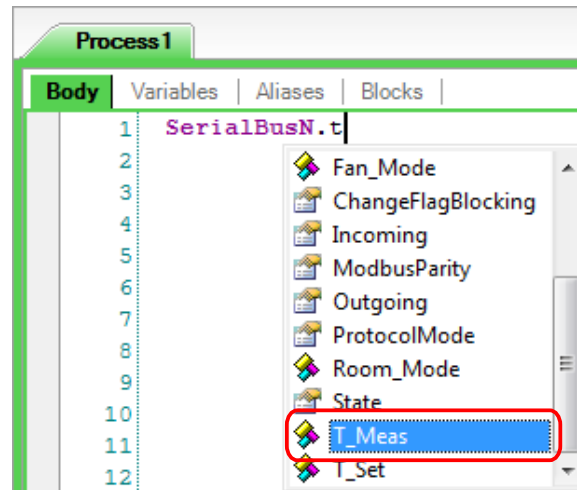 Process1
Body | Variables | Aliases | Blocks |
1 SerialBusN.t
2 Fan_Mode
3 ChangeFlagBlocking
4 Incoming
5 ModbusParity
6 Outgoing
7 ProtocolMode
8 Room_Mode
9 State
10 T_Meas
11 T_Set
12